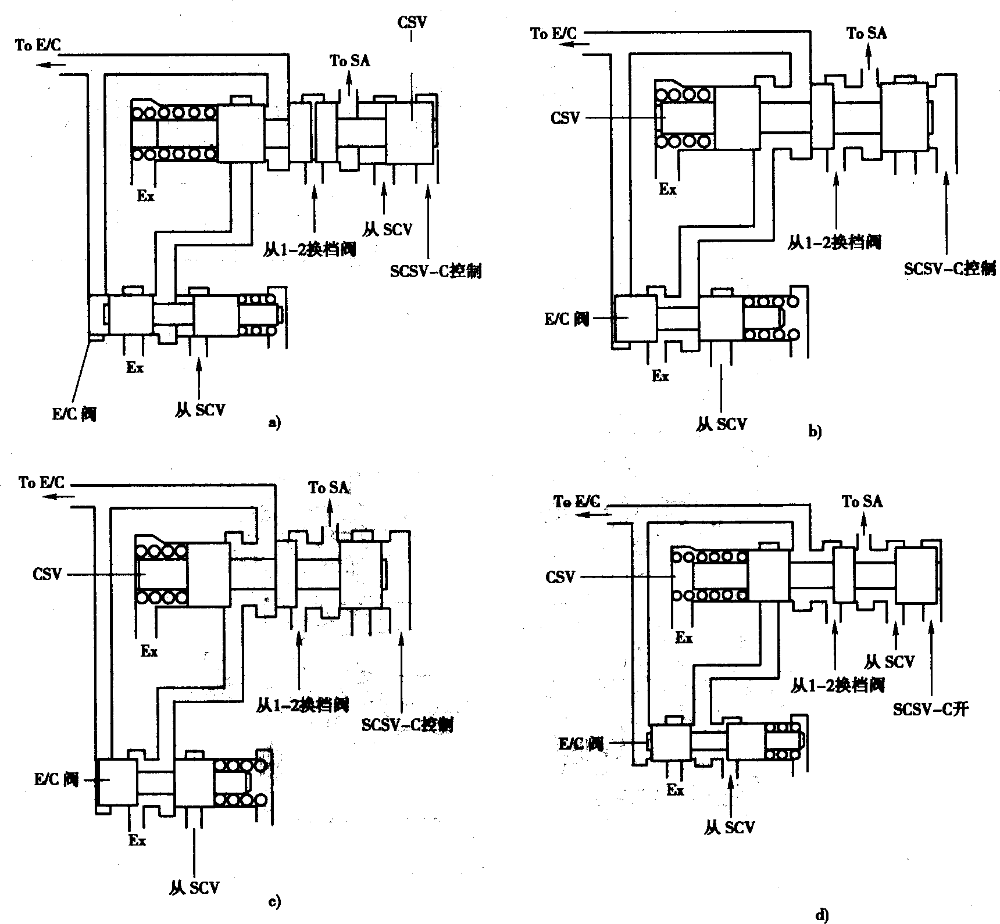 CSV
To E/C
To SA
Ex
从 SCV
从1-2换档阀
SCSV-C控制
Ex
从 SCV
E/C 阀
a)
To E/C
To SA
CSV
Ex
从1-2换档阀
SCSV-C控制
E/C 阀
Ex
从 SCV
b)
To E/C
To SA
CSV
Ex
从1-2换档阀
SCSV-C控制
E/C 阀
Ex
从 SCV
c)
To E/C
To SA
CSV
Ex
从 SCV
从1-2换档阀
SCSV-C开
E/C 阀
Ex
从 SCV
d)